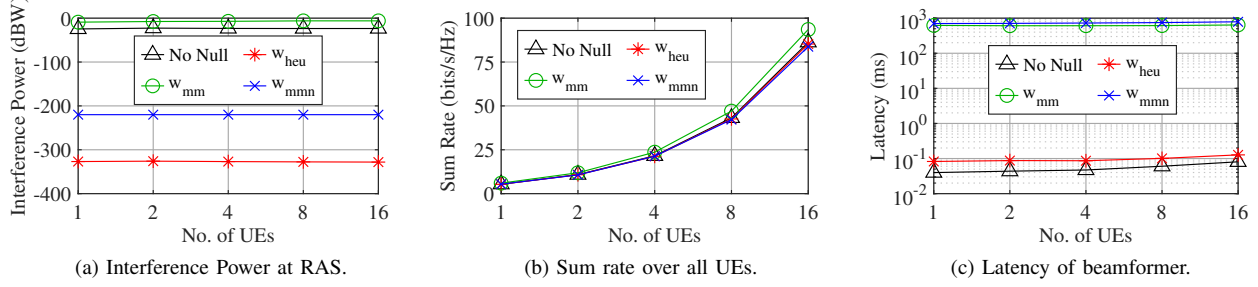 Interference Power (dBW)
0
-100
-200
-300
-400
No Null
w_heu
w_mm
w_mmn
1 2 4 8 16
No. of UEs
(a) Interference Power at RAS.
Sum Rate (bits/s/Hz)
100
75
50
25
0
No Null
w_heu
w_mm
w_mmn
1 2 4 8 16
No. of UEs
(b) Sum rate over all UEs.
Latency (ms)
10^3
10^2
10^1
10^0
10^-1
10^-2
No Null
w_heu
w_mm
w_mmn
1 2 4 8 16
No. of UEs
(c) Latency of beamformer.